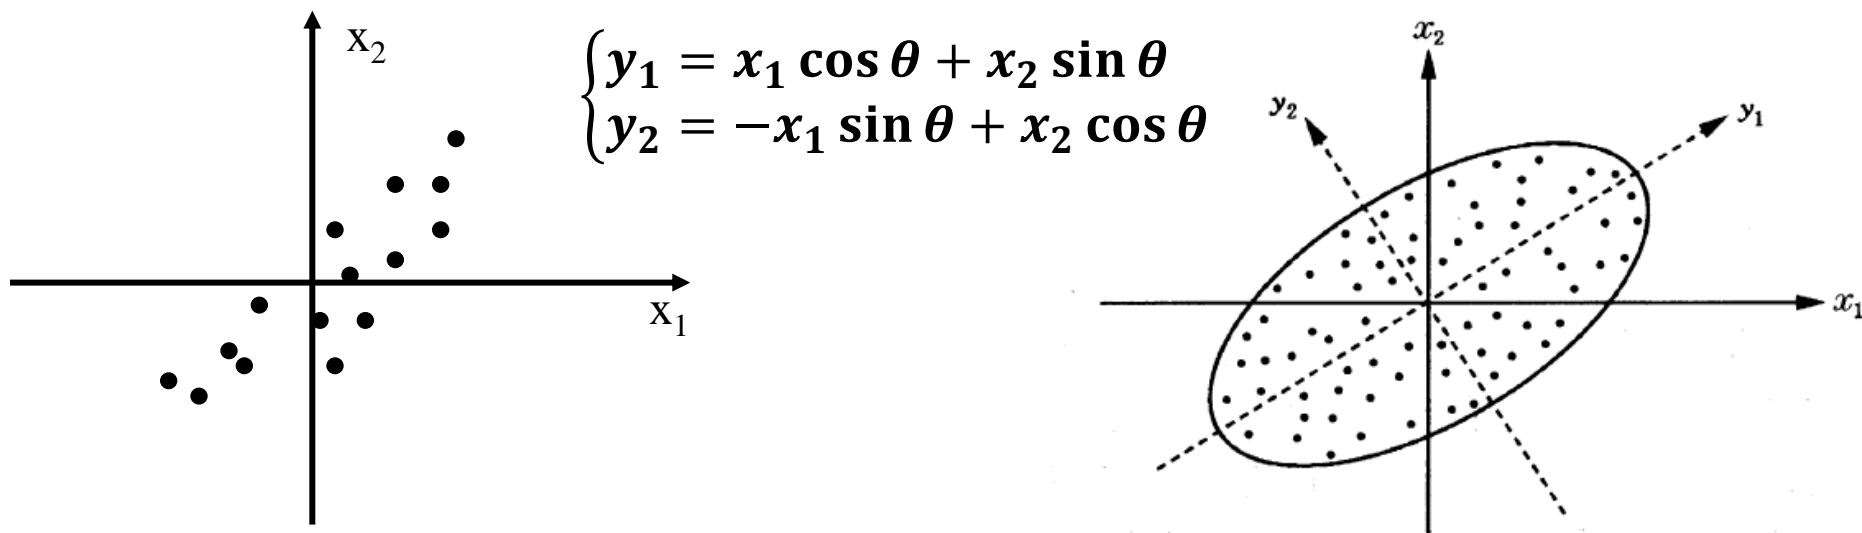 x₂
x₁
y₁ = x₁ cos θ + x₂ sin θ
y₂ = −x₁ sin θ + x₂ cos θ
x₂
y₂
y₁
x₁